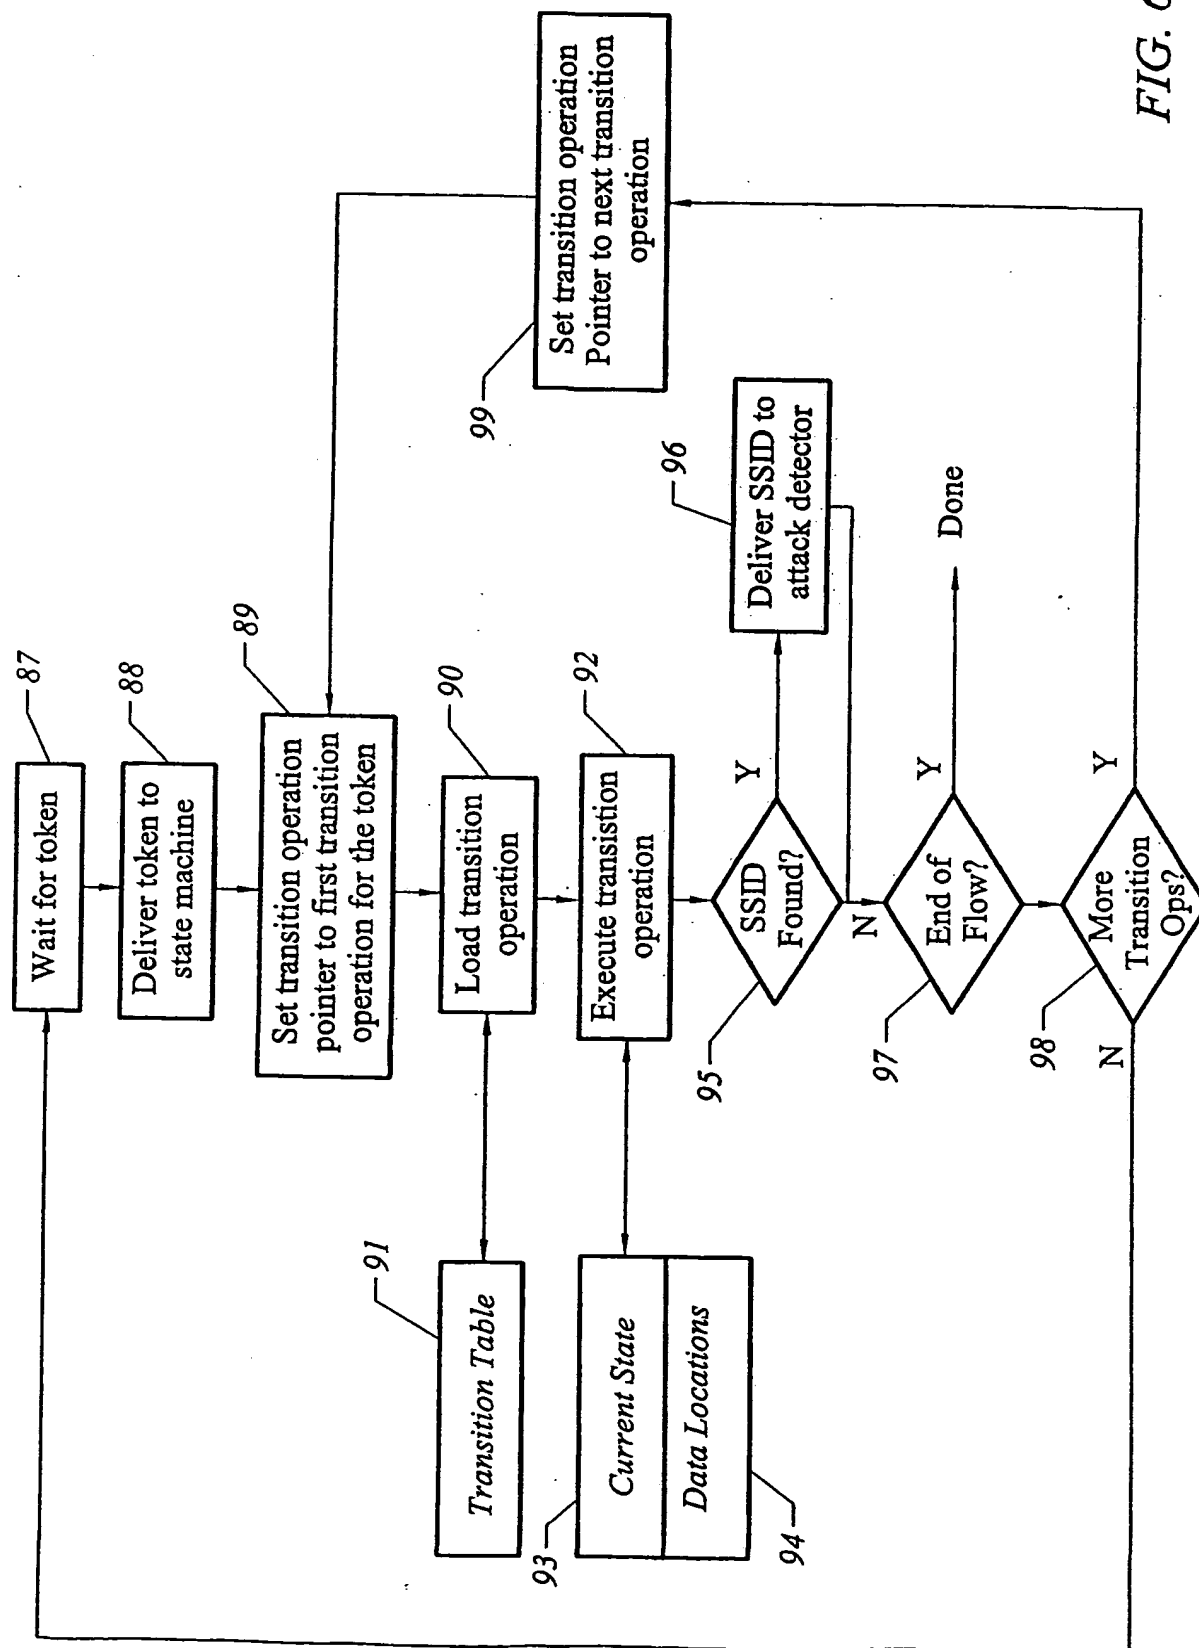 87
Wait for token
88
Deliver token to
state machine
89
Set transition operation
pointer to first transition
operation for the token
99
Set transition operation
Pointer to next transition
operation
91
Transition Table
90
Load transition
operation
92
Execute transistion
operation
93
Current State
Data Locations
94
95
SSID
Found?
Y
N
96
Deliver SSID to
attack detector
97
End of
Flow?
Y
Done
98
More
Transition
Ops?
N
Y
FIG.